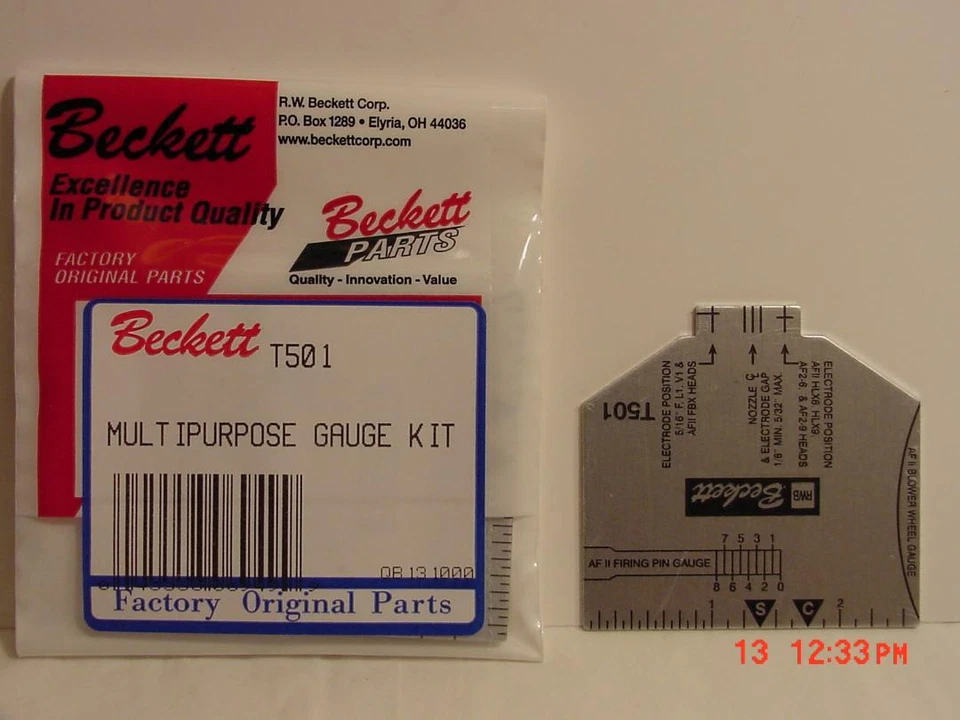 Beckett
Excellence
In Product Quality
FACTORY
ORIGINAL PARTS
R.W. Beckett Corp.
P.O. Box 1289 • Elyria, OH 44036
www.beckettcorp.com
Beckett
PARTS
Quality - Innovation - Value
Beckett T501
MULTIPURPOSE GAUGE KIT
QB131000
Factory Original Parts
T501
ELECTRODE POSITION
5/16" F, L1, V1 &
AFII FBX HEADS
NOZZLE ℄
& ELECTRODE GAP
1/8" MIN. 5/32" MAX.
ELECTRODE POSITION
AFII HLX6, HLX9,
AF2-6, & AF2-9 HEADS
AF II BLOWER WHEEL GAUGE
Beckett RWB
7 5 3 1
AF II FIRING PIN GAUGE
8 6 4 2 0
1 S C 2
13 12:33PM